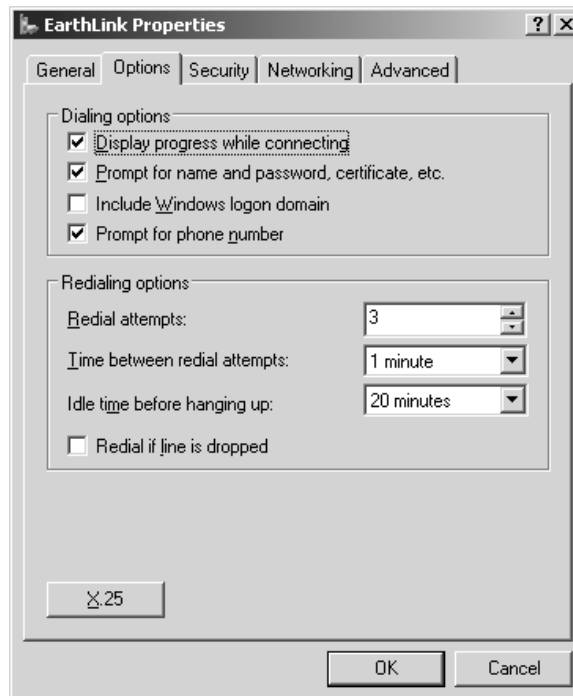 EarthLink Properties ? X
General Options Security Networking Advanced
Dialing options
Display progress while connecting
Prompt for name and password, certificate, etc.
Include Windows logon domain
Prompt for phone number
Redialing options
Redial attempts: 3
Time between redial attempts: 1 minute
Idle time before hanging up: 20 minutes
Redial if line is dropped
X.25
OK Cancel